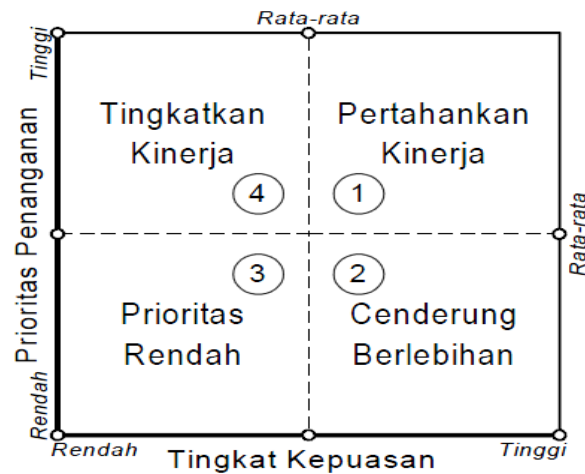 Rata-rata
Tinggi
Prioritas Penanganan
Rendah
Tingkatkan
Kinerja
4
Pertahankan
Kinerja
1
Rata-rata
3
Prioritas
Rendah
2
Cenderung
Berlebihan
Rendah
Tingkat Kepuasan
Tinggi